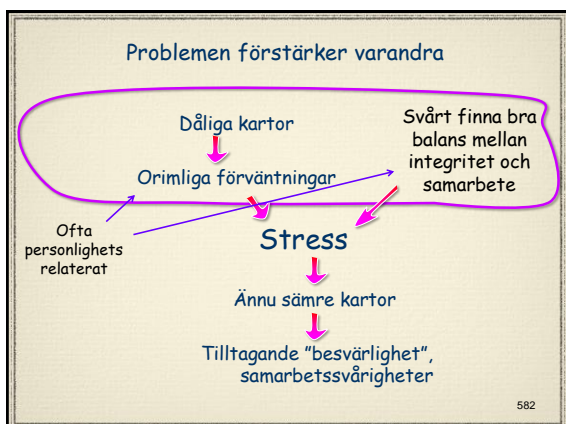 Problemen förstärker varandra
Dåliga kartor
Orimliga förväntningar
Svårt finna bra
balans mellan
integritet och
samarbete
Ofta
personlighets
relaterat
Stress
Ännu sämre kartor
Tilltagande ”besvärlighet”,
samarbetssvårigheter
582